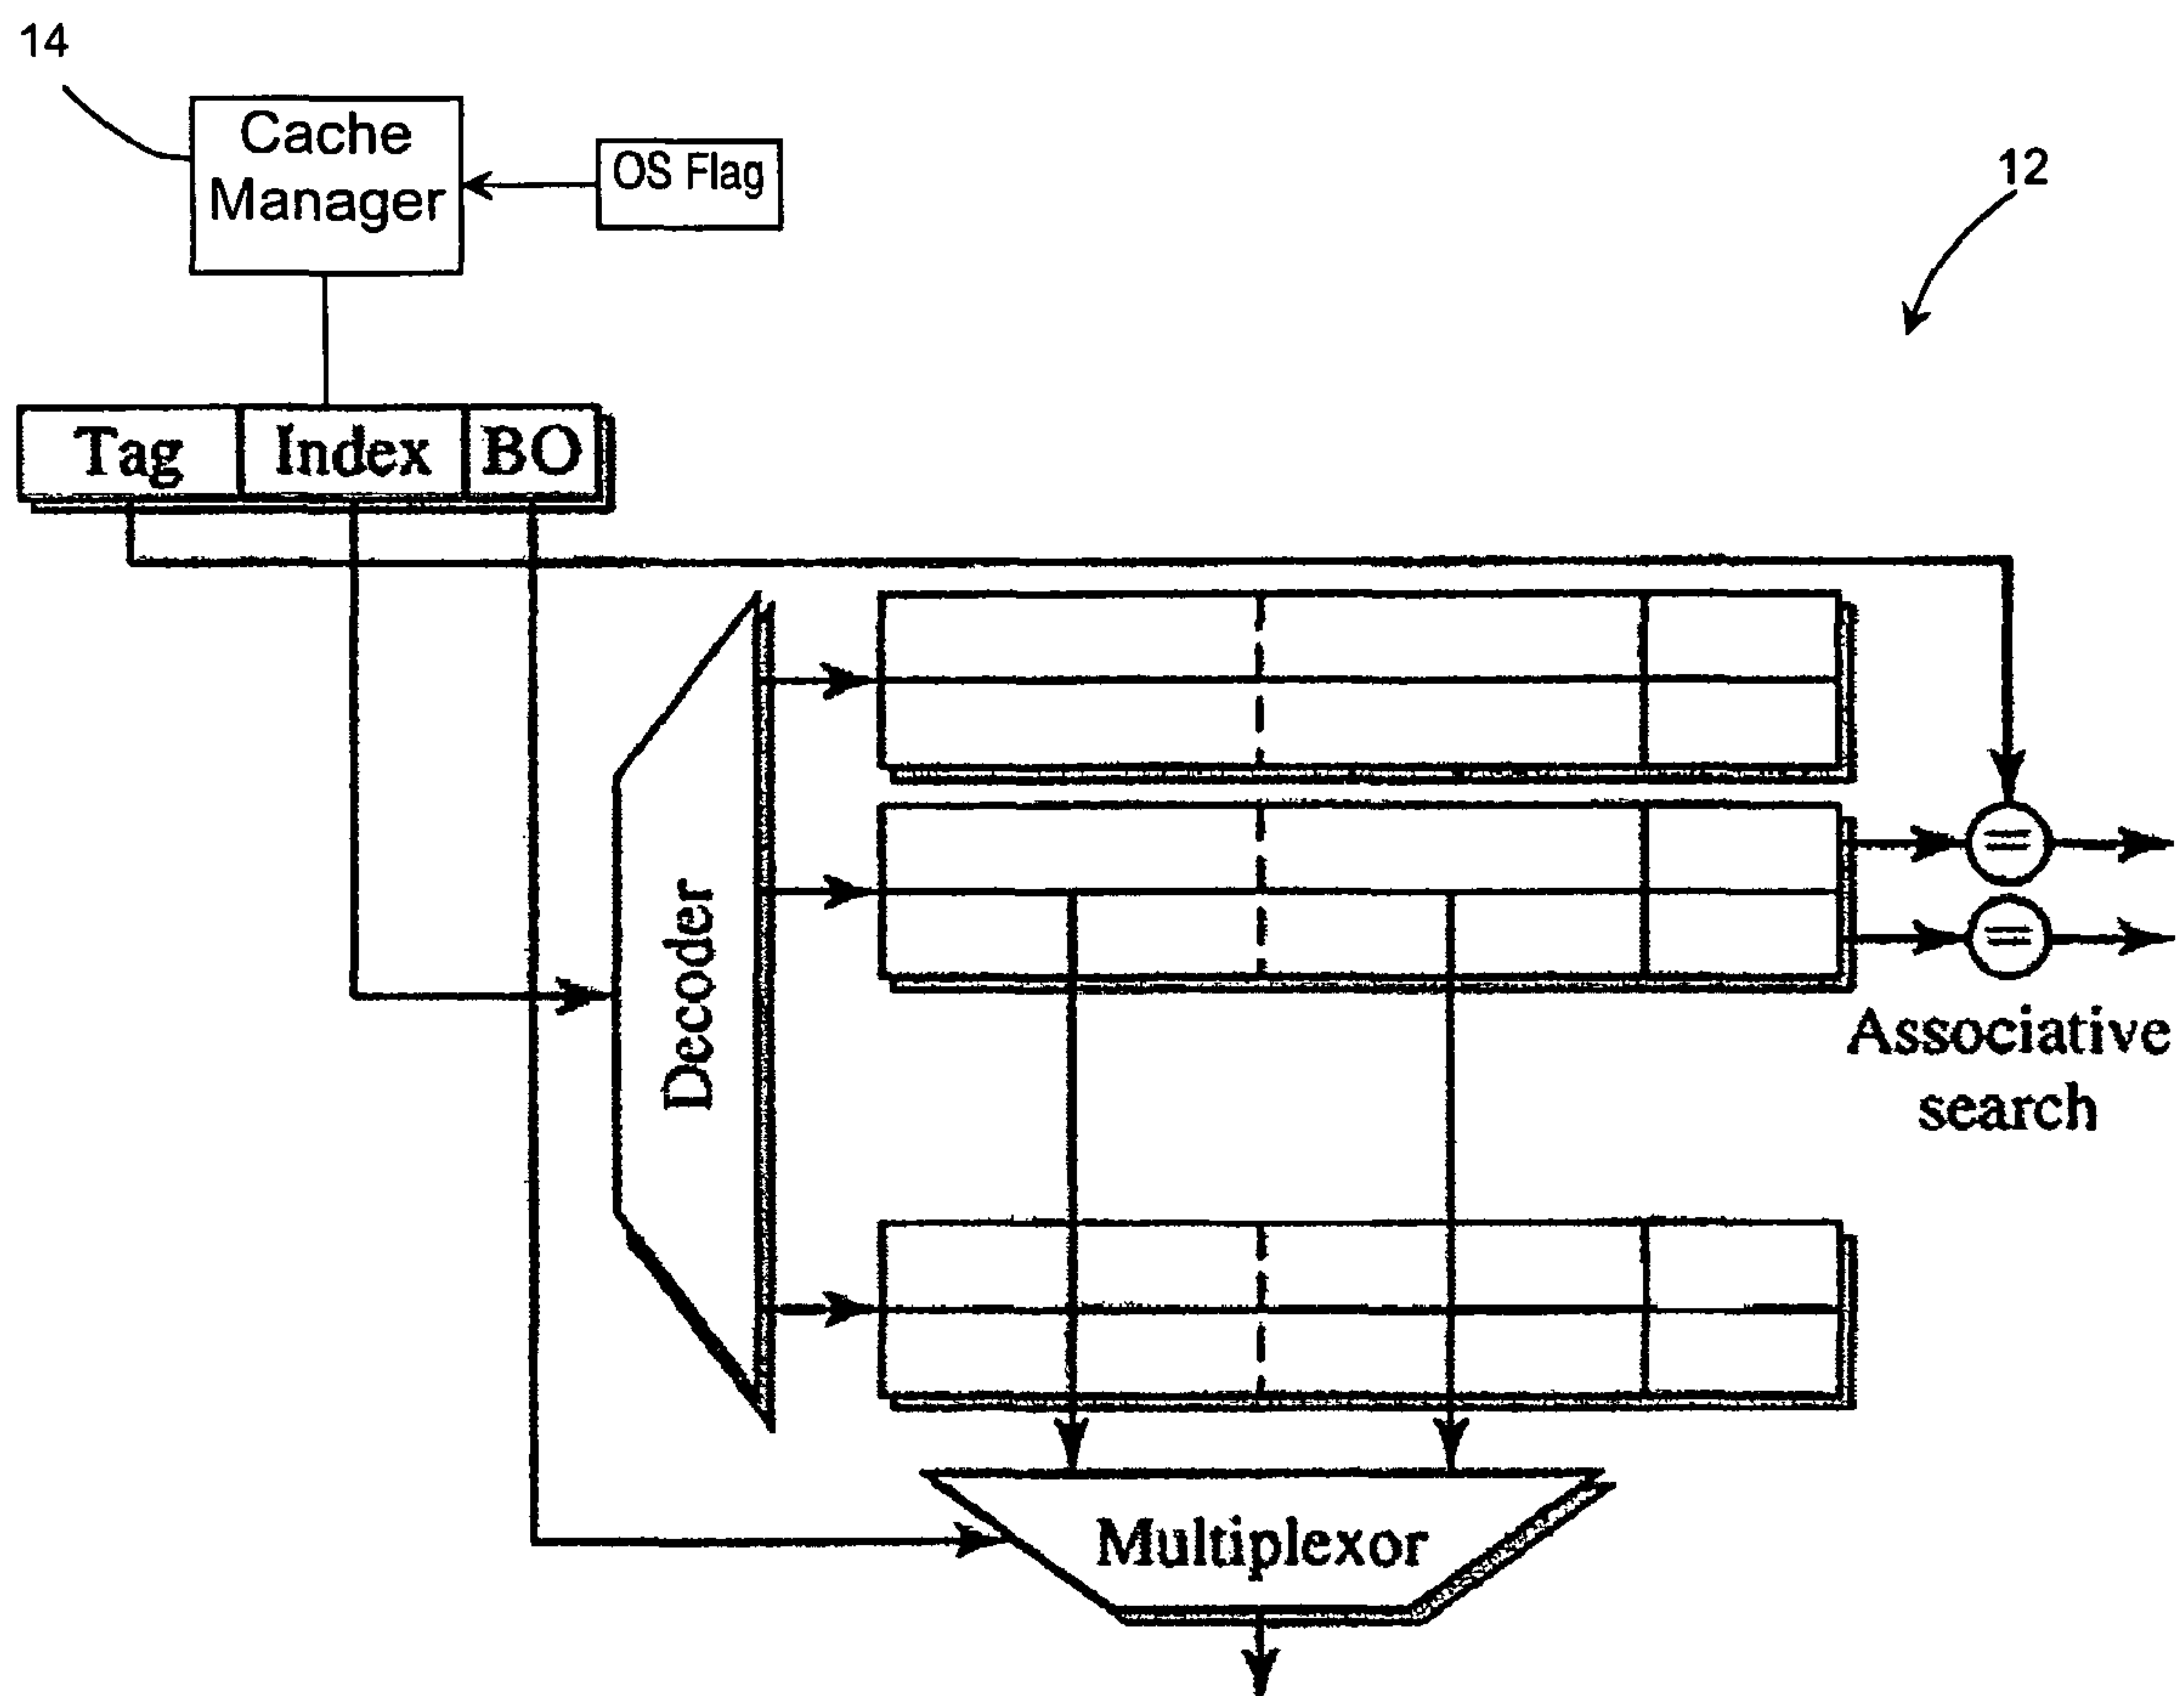 14
Cache
Manager
OS Flag
12
Tag Index BO
Decoder
Associative
search
Multiplexor